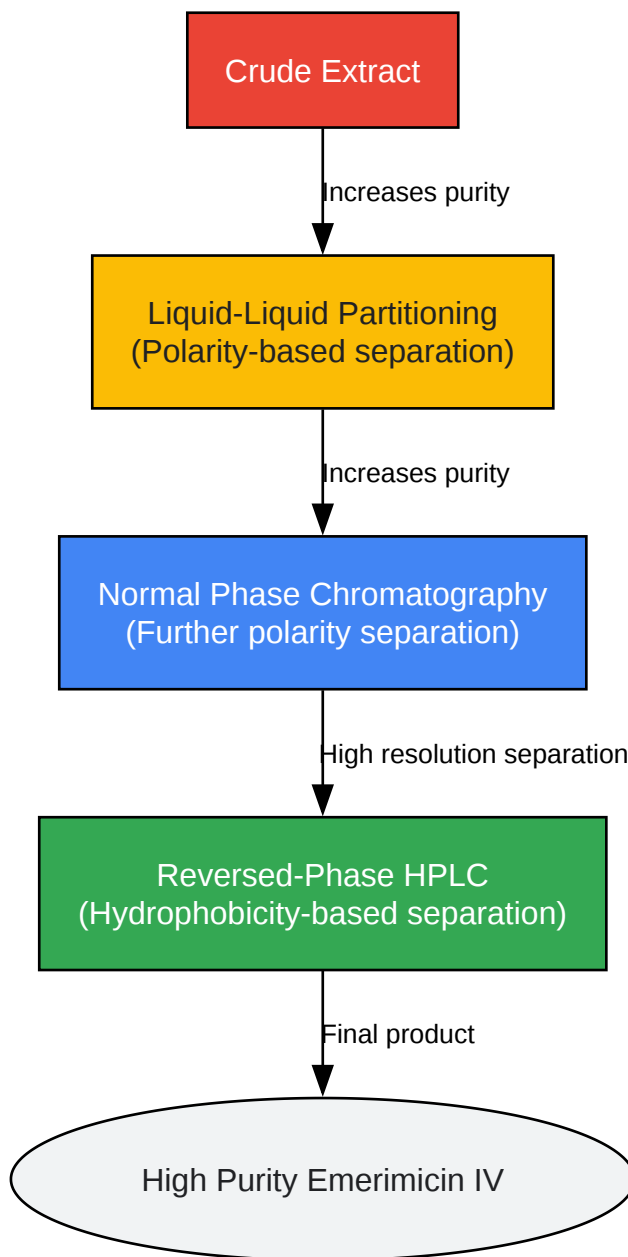 Crude Extract
Increases purity
Liquid-Liquid Partitioning
(Polarity-based separation)
Increases purity
Normal Phase Chromatography
(Further polarity separation)
High resolution separation
Reversed-Phase HPLC
(Hydrophobicity-based separation)
Final product
High Purity Emerimicin IV